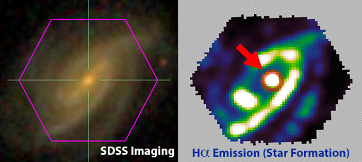 SDSS Imaging
Hα Emission (Star Formation)